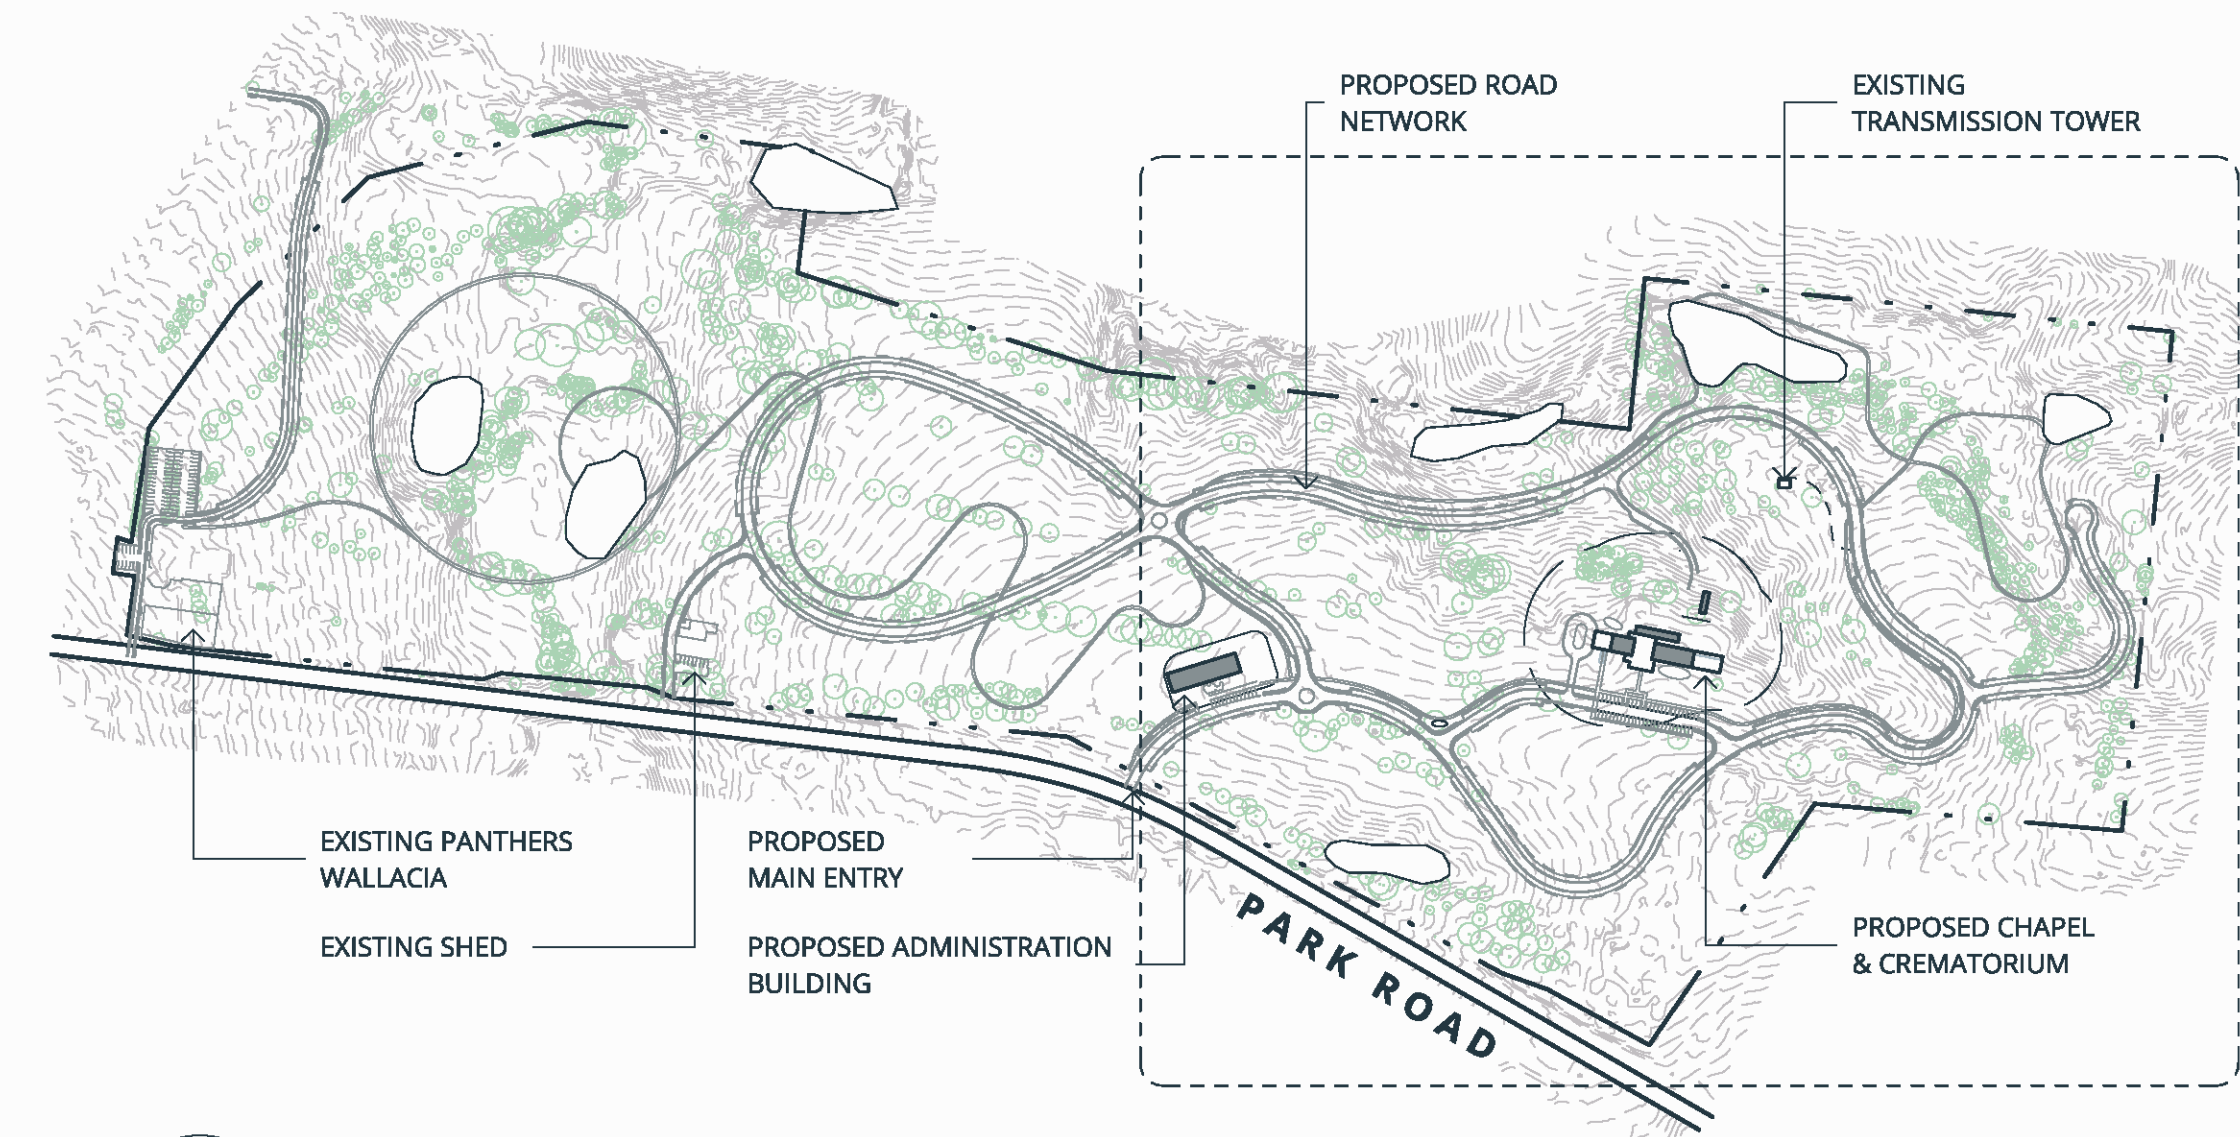 PROPOSED ROAD
NETWORK
EXISTING
TRANSMISSION TOWER
EXISTING PANTHERS
WALLACIA
PROPOSED
MAIN ENTRY
EXISTING SHED
PROPOSED ADMINISTRATION
BUILDING
PARK ROAD
PROPOSED CHAPEL
& CREMATORIUM